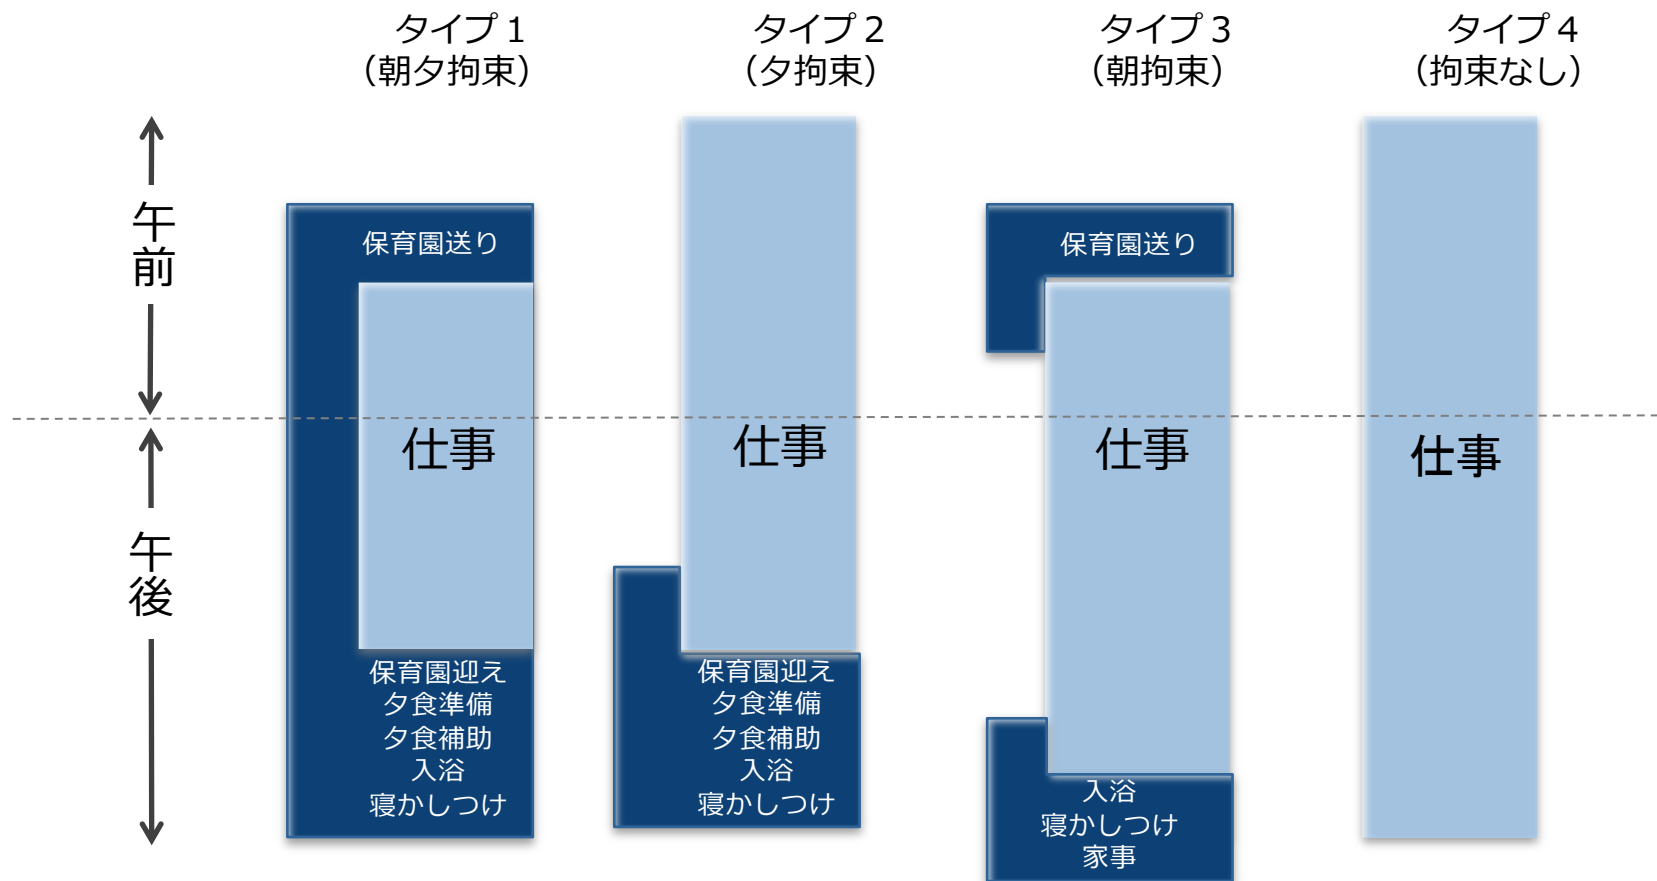 タイプ１
（朝夕拘束）
タイプ２
（夕拘束）
タイプ３
（朝拘束）
タイプ４
（拘束なし）
午前
午後
保育園送り
仕事
保育園迎え
夕食準備
夕食補助
入浴
寝かしつけ
仕事
保育園迎え
夕食準備
夕食補助
入浴
寝かしつけ
保育園送り
仕事
入浴
寝かしつけ
家事
仕事